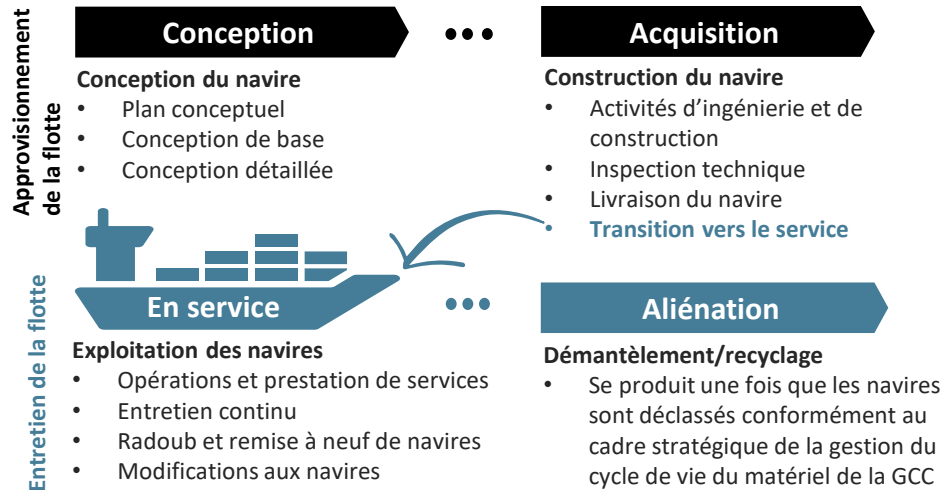 Approvisionnement
de la flotte
Conception
Conception du navire
• Plan conceptuel
• Conception de base
• Conception détaillée
•••
Acquisition
Construction du navire
• Activités d'ingénierie et de
construction
• Inspection technique
• Livraison du navire
• Transition vers le service
Entretien de la flotte
En service
Exploitation des navires
• Opérations et prestation de services
• Entretien continu
• Radoub et remise à neuf de navires
• Modifications aux navires
•••
Aliénation
Démantèlement/recyclage
• Se produit une fois que les navires
sont déclassés conformément au
cadre stratégique de la gestion du
cycle de vie du matériel de la GCC